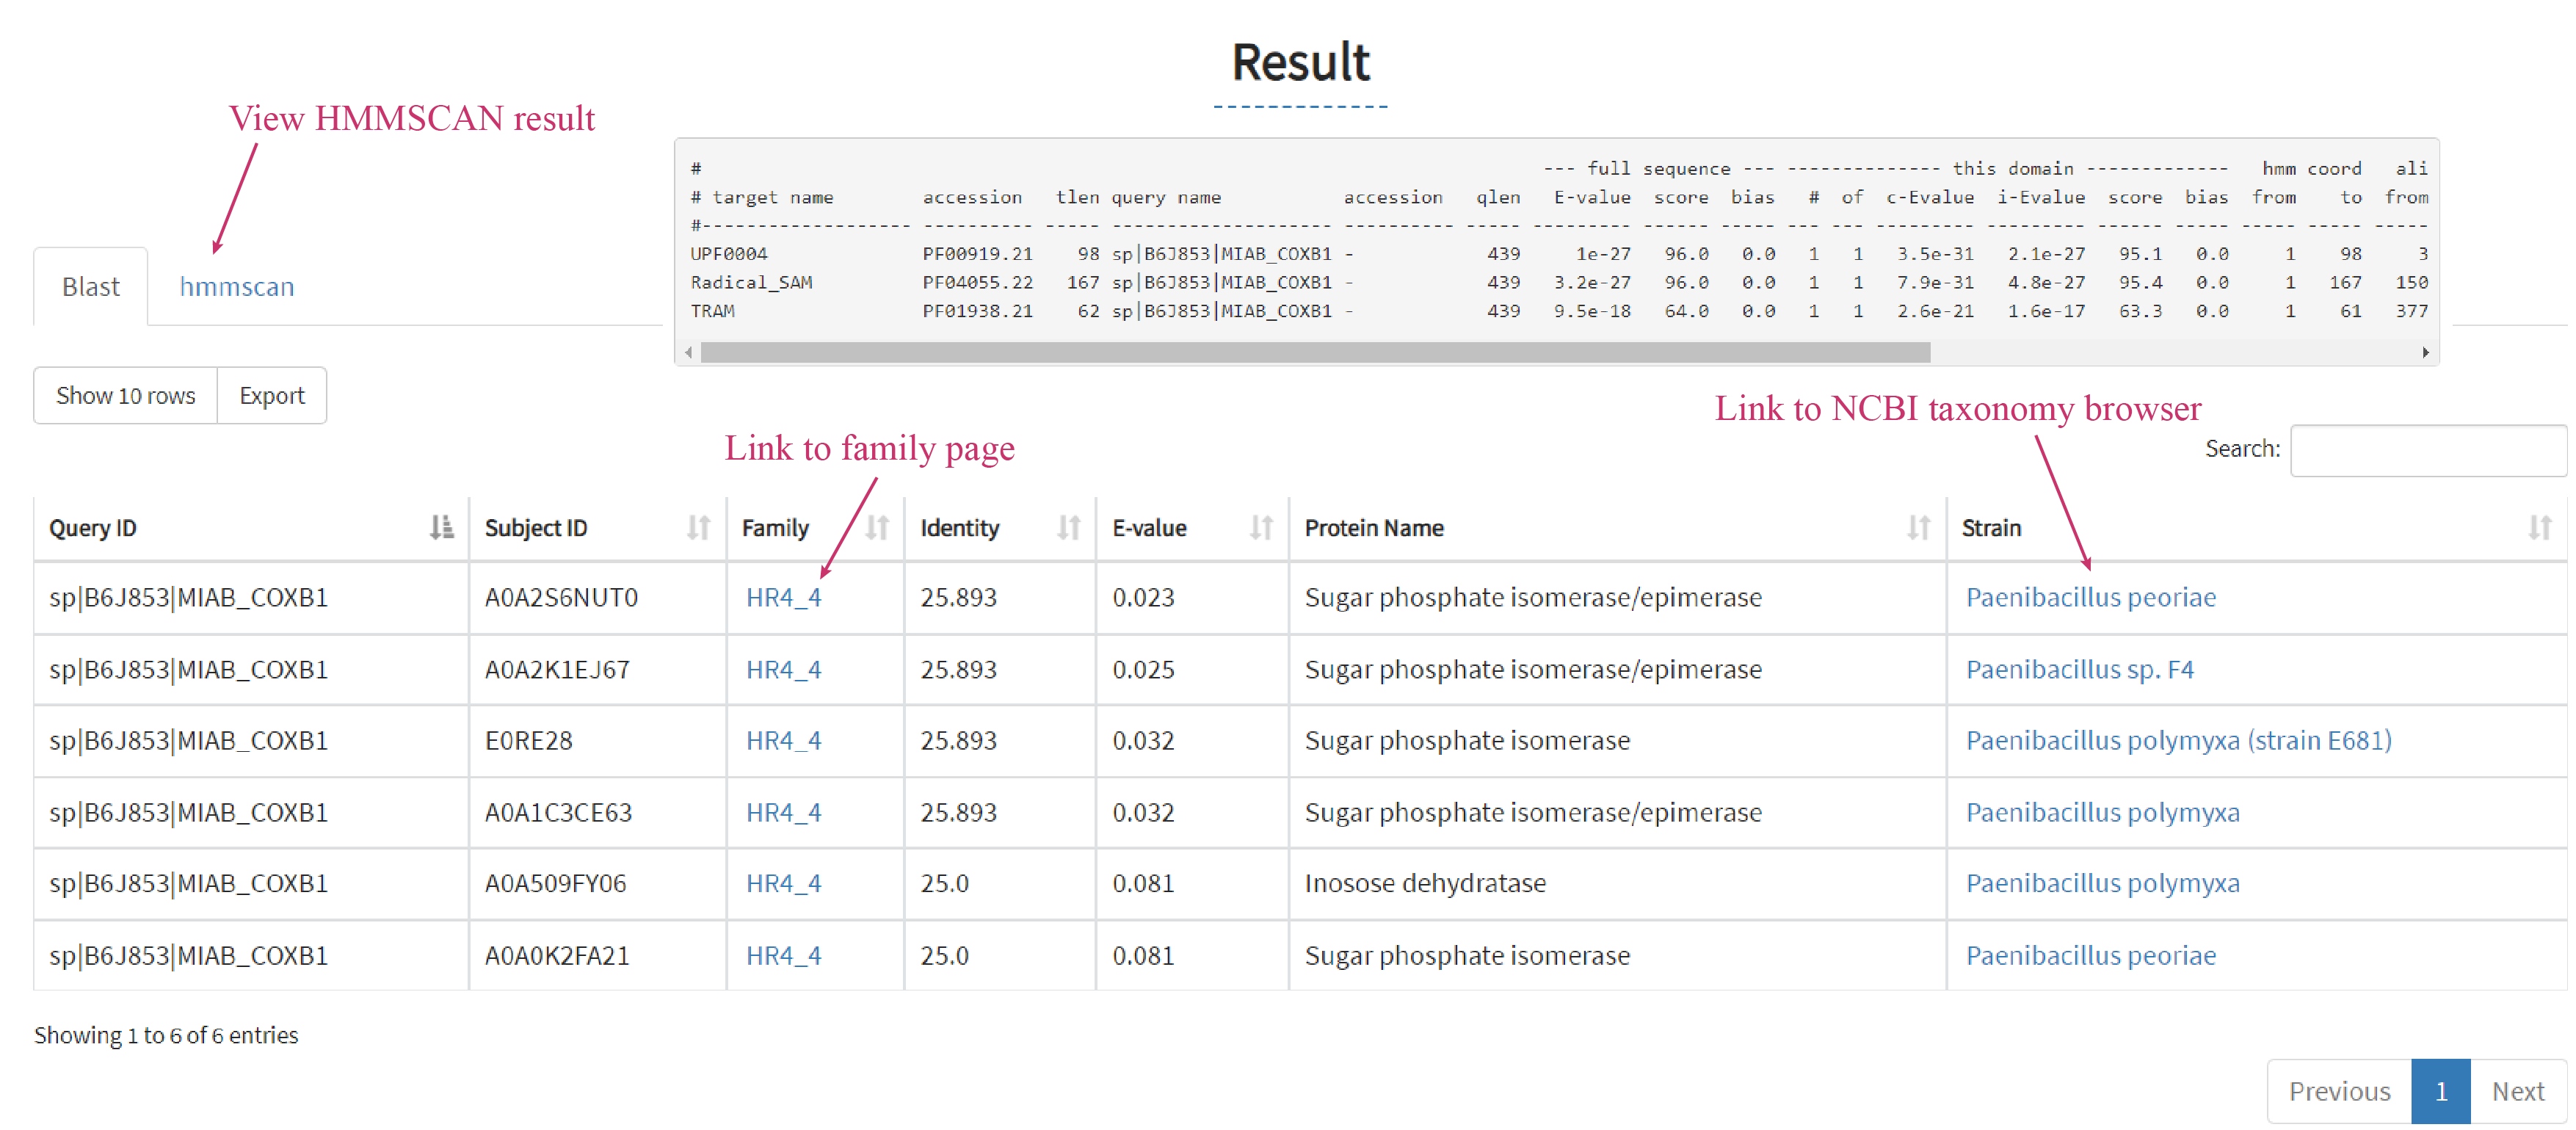 Result
View HMMSCAN result
# --- full sequence --- -------------- this domain ------------- hmm coord ali
# target name accession tlen query name accession qlen E-value score bias # of c-Evalue i-Evalue score bias from to from
#------------------- ---------- ----- -------------------- ---------- ----- --------- ------ ----- --- --- --------- --------- ------ ----- ----- ----- -----
UPF0004 PF00919.21 98 sp|B6J853|MIAB_COXB1 - 439 1e-27 96.0 0.0 1 1 3.5e-31 2.1e-27 95.1 0.0 1 98 3
Radical_SAM PF04055.22 167 sp|B6J853|MIAB_COXB1 - 439 3.2e-27 96.0 0.0 1 1 7.9e-31 4.8e-27 95.4 0.0 1 167 150
TRAM PF01938.21 62 sp|B6J853|MIAB_COXB1 - 439 9.5e-18 64.0 0.0 1 1 2.6e-21 1.6e-17 63.3 0.0 1 61 377
Blast hmmscan
Show 10 rows Export
Link to family page
Link to NCBI taxonomy browser
Search:
Query ID Subject ID Family Identity E-value Protein Name Strain
sp|B6J853|MIAB_COXB1 A0A2S6NUT0 HR4_4 25.893 0.023 Sugar phosphate isomerase/epimerase Paenibacillus peoriae
sp|B6J853|MIAB_COXB1 A0A2K1EJ67 HR4_4 25.893 0.025 Sugar phosphate isomerase/epimerase Paenibacillus sp. F4
sp|B6J853|MIAB_COXB1 E0RE28 HR4_4 25.893 0.032 Sugar phosphate isomerase Paenibacillus polymyxa (strain E681)
sp|B6J853|MIAB_COXB1 A0A1C3CE63 HR4_4 25.893 0.032 Sugar phosphate isomerase/epimerase Paenibacillus polymyxa
sp|B6J853|MIAB_COXB1 A0A509FY06 HR4_4 25.0 0.081 Inosose dehydratase Paenibacillus polymyxa
sp|B6J853|MIAB_COXB1 A0A0K2FA21 HR4_4 25.0 0.081 Sugar phosphate isomerase Paenibacillus peoriae
Showing 1 to 6 of 6 entries
Previous 1 Next